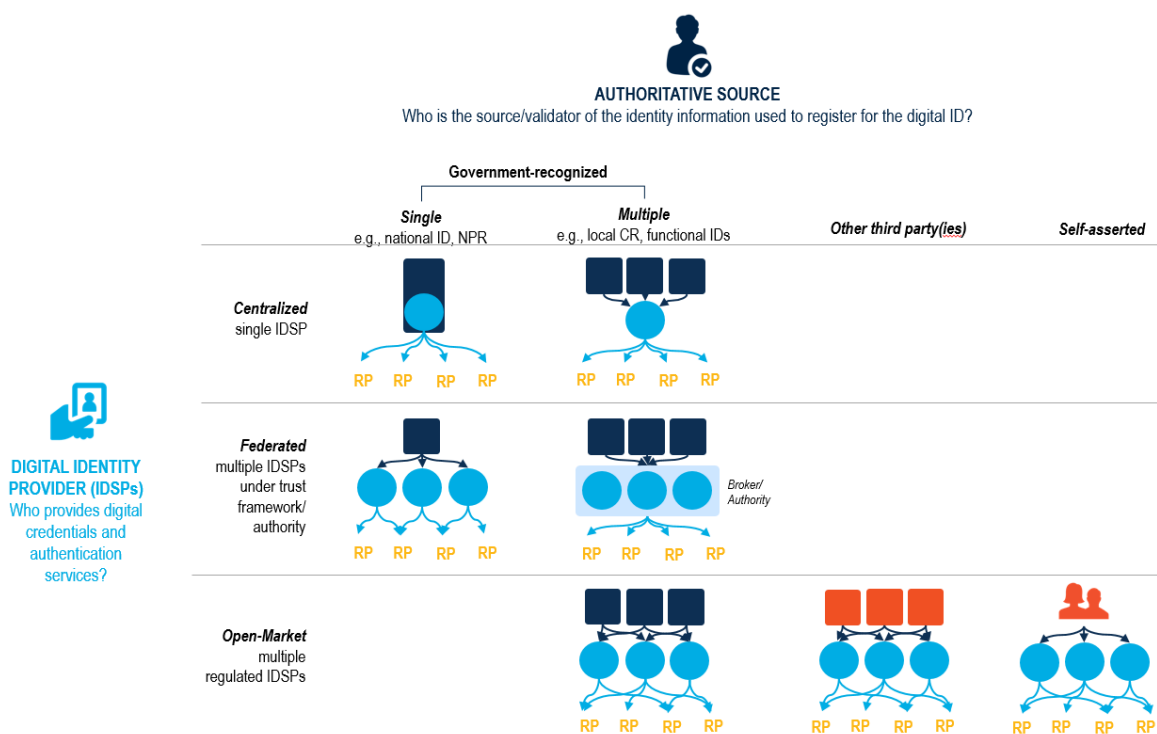 AUTHORITATIVE SOURCE
Who is the source/validator of the identity information used to register for the digital ID?
Government-recognized
Single
e.g., national ID, NPR
Multiple
e.g., local CR, functional IDs
Other third party(ies)
Self-asserted
Centralized
single IDSP
RP RP RP RP
RP RP RP RP
DIGITAL IDENTITY
PROVIDER (IDSPs)
Who provides digital
credentials and
authentication
services?
Federated
multiple IDSPs
under trust
framework/
authority
Broker/
Authority
RP RP RP RP
RP RP RP RP
Open-Market
multiple
regulated IDSPs
RP RP RP RP
RP RP RP RP
RP RP RP RP